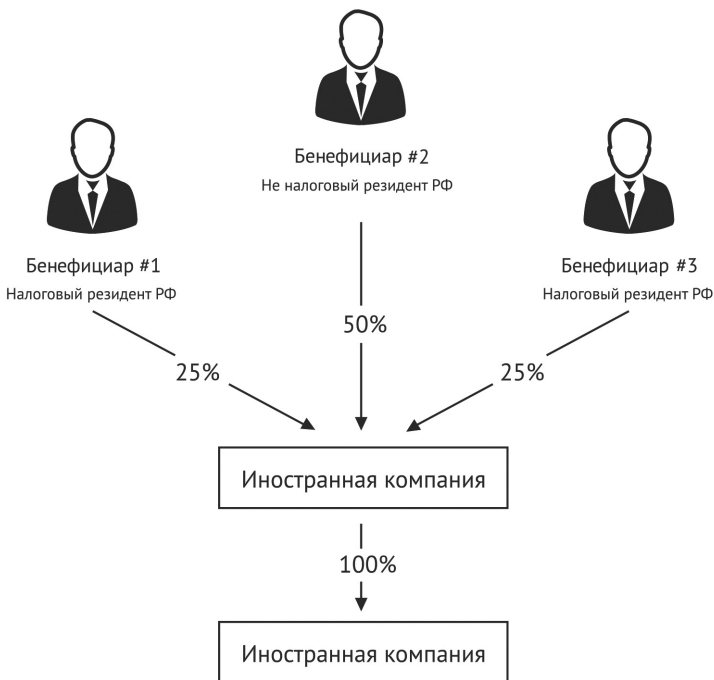 Бенефициар #2
Не налоговый резидент РФ
Бенефициар #1
Налоговый резидент РФ
Бенефициар #3
Налоговый резидент РФ
50%
25%
25%
Иностранная компания
100%
Иностранная компания